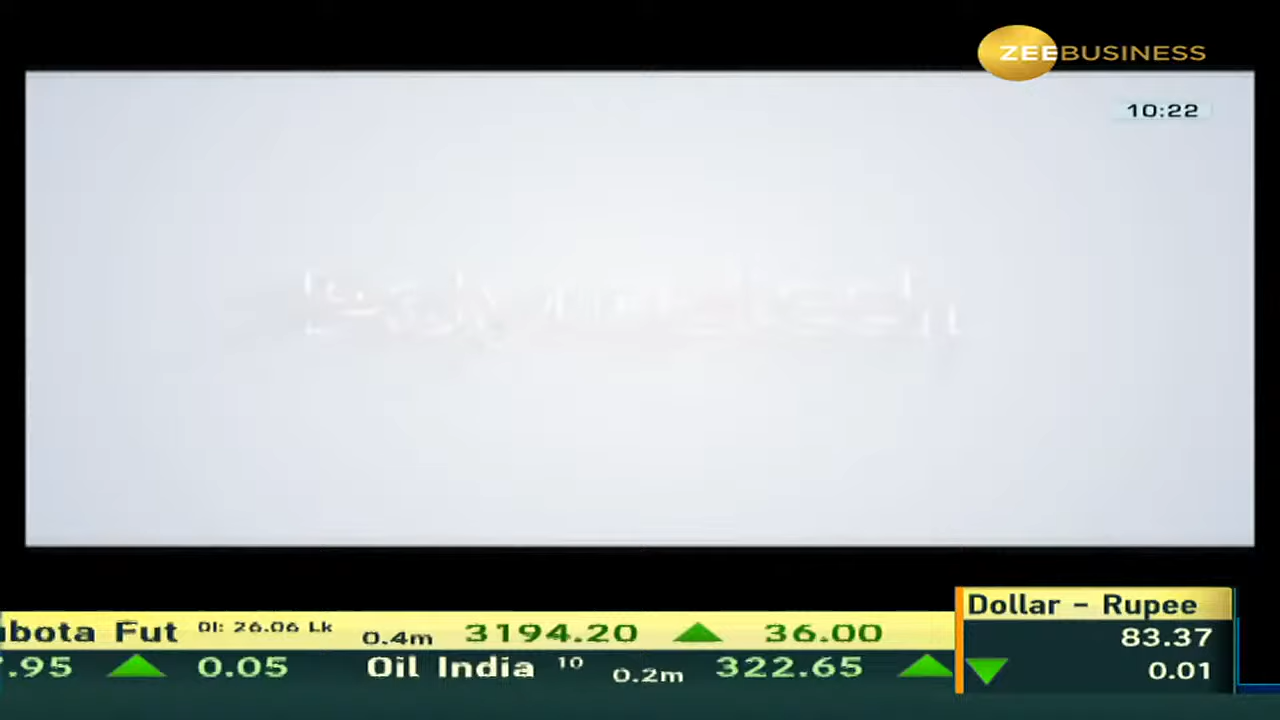 ZEEBUSINESS
10:22
Dollar - Rupee
83.37
0.01
Fut OI: 26.06 Lk 0.4m 3194.20 36.00
.95 0.05 Oil India 10 0.2m 322.65